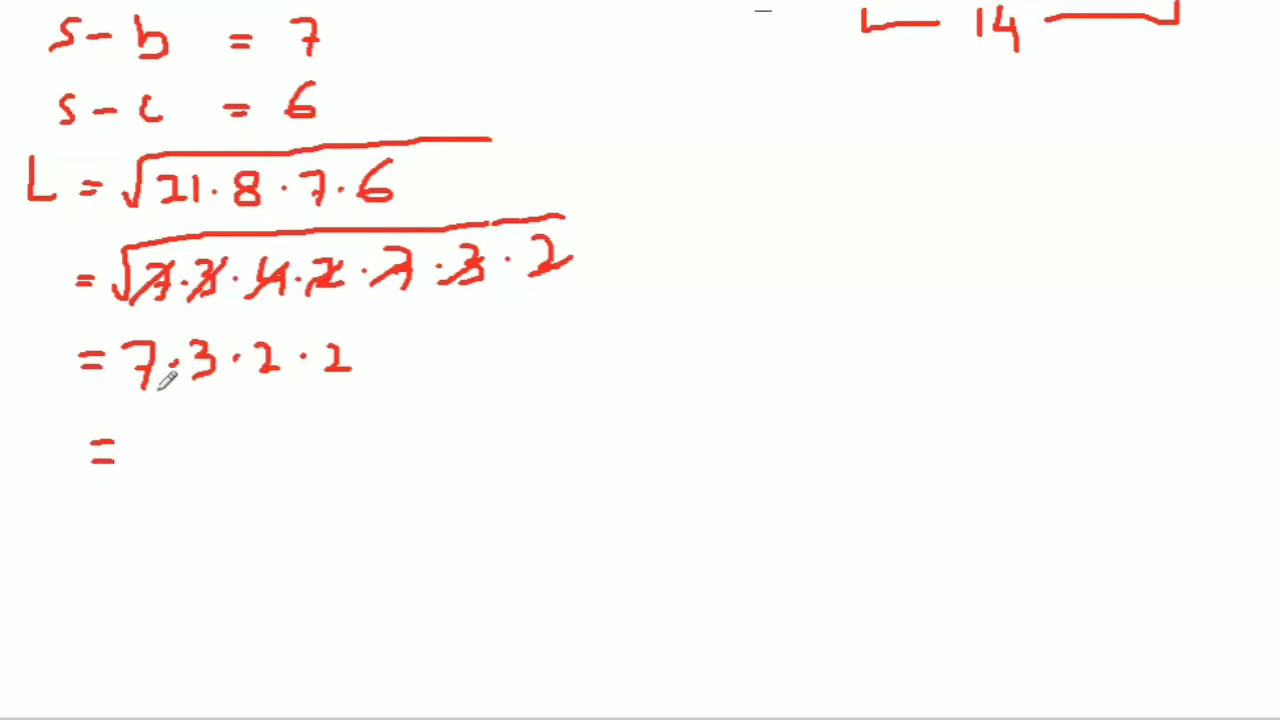 s - b = 7
14
s - c = 6
L = √21 · 8 · 7 · 6
= √7 · 3 · 4 · 2 · 7 · 3 · 2
= 7 · 3 · 2 · 2
=